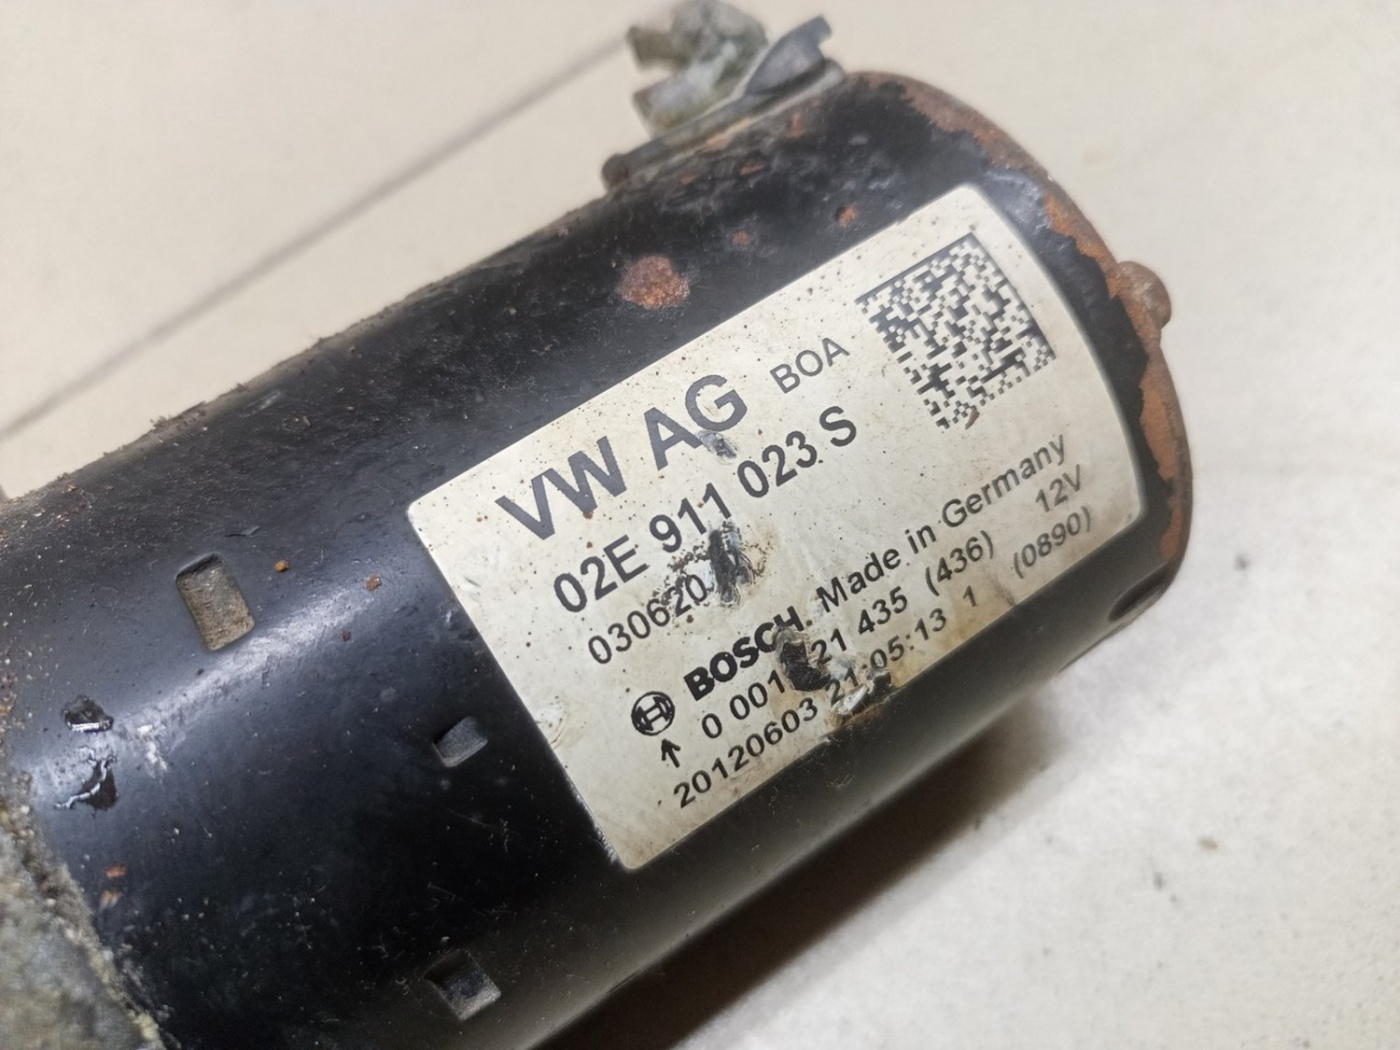 VW AG BOA
02E 911 023 S
030620
BOSCH. Made in Germany
0 001 21 435 (436) 12V
20120603 21:05:13 1 (0890)